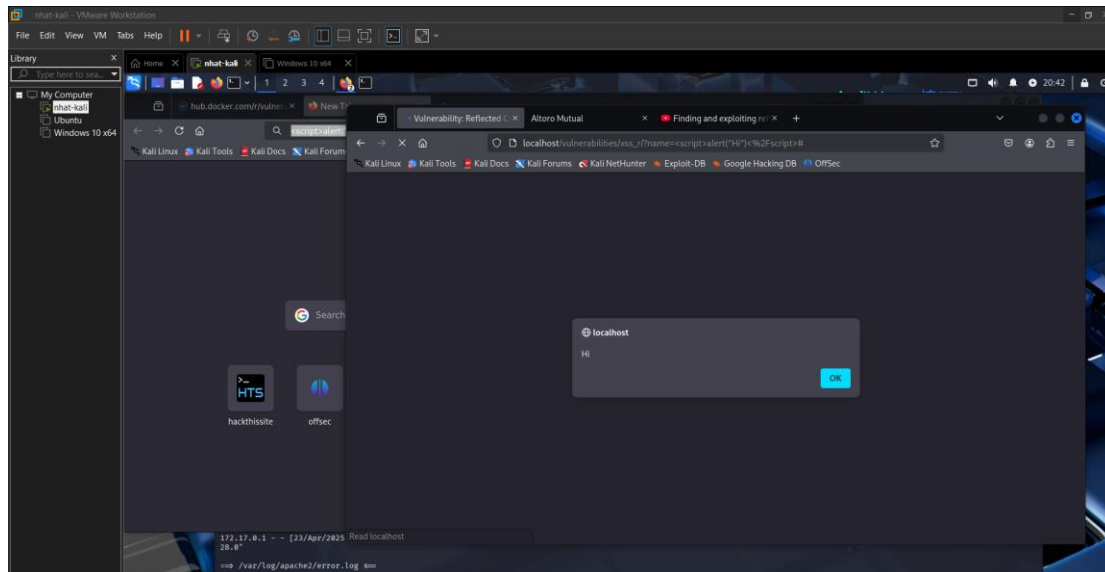 nhat-kali - VMware Workstation
File Edit View VM Tabs Help
Library
Type here to sea...
My Computer
nhat-kali
Ubuntu
Windows 10 x64
Home nhat-kali Windows 10 x64
1 2 3 4
20:42
hub.docker.com/r/vulner
New T
<script>alert(
Kali Linux Kali Tools Kali Docs Kali Forum
Vulnerability: Reflected C
Altoro Mutual
Finding and exploiting re
localhost/vulnerabilities/xss_r/?name=<script>alert("Hi")<%2Fscript>#
Kali Linux Kali Tools Kali Docs Kali Forums Kali NetHunter Exploit-DB Google Hacking DB OffSec
Search
HTS
hackthissite
offsec
localhost
Hi
OK
Read localhost
172.17.0.1 - - [23/Apr/2025
28.0"
==> /var/log/apache2/error.log <==